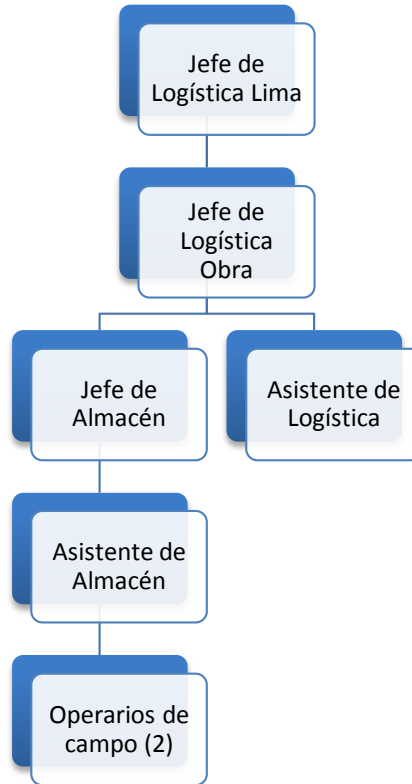 Jefe de
Logística Lima
Jefe de
Logística
Obra
Jefe de
Almacén
Asistente de
Logística
Asistente de
Almacén
Operarios de
campo (2)